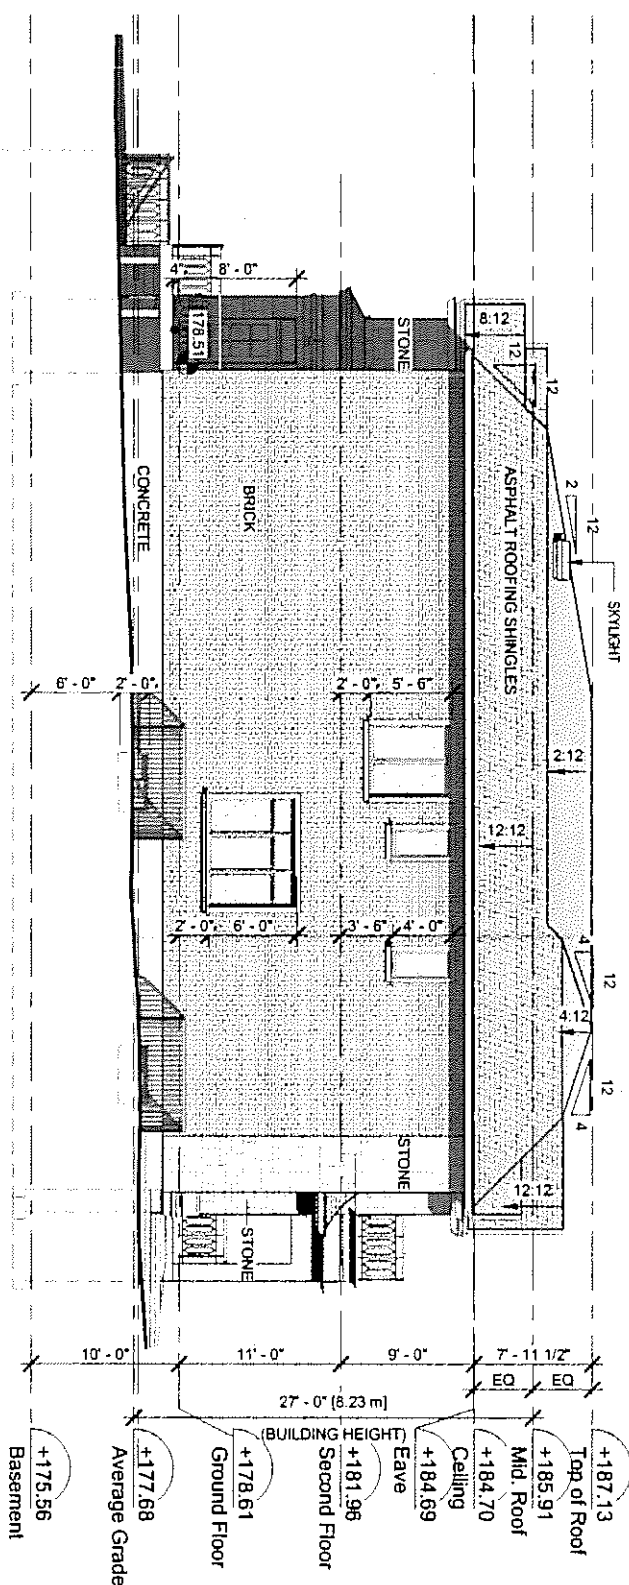 SKYLIGHT
12
2
12
12
8:12
ASPHALT ROOFING SHINGLES
2:12
12:12
4
12
4:12
12
4
12:12
STONE
BRICK
CONCRETE
178.51
4"
8' - 0"
6' - 0"
2' - 0"
2' - 0"
5' - 6"
2' - 0"
6' - 0"
3' - 6"
4' - 0"
STONE
STONE
10' - 0"
11' - 0"
9' - 0"
7' - 11 1/2"
EQ
EQ
27' - 0" [8.23 m]
(BUILDING HEIGHT)
+187.13
Top of Roof
+185.91
Mid. Roof
+184.70
Ceiling
+184.69
Eave
+181.96
Second Floor
+178.61
Ground Floor
+177.68
Average Grade
+175.56
Basement